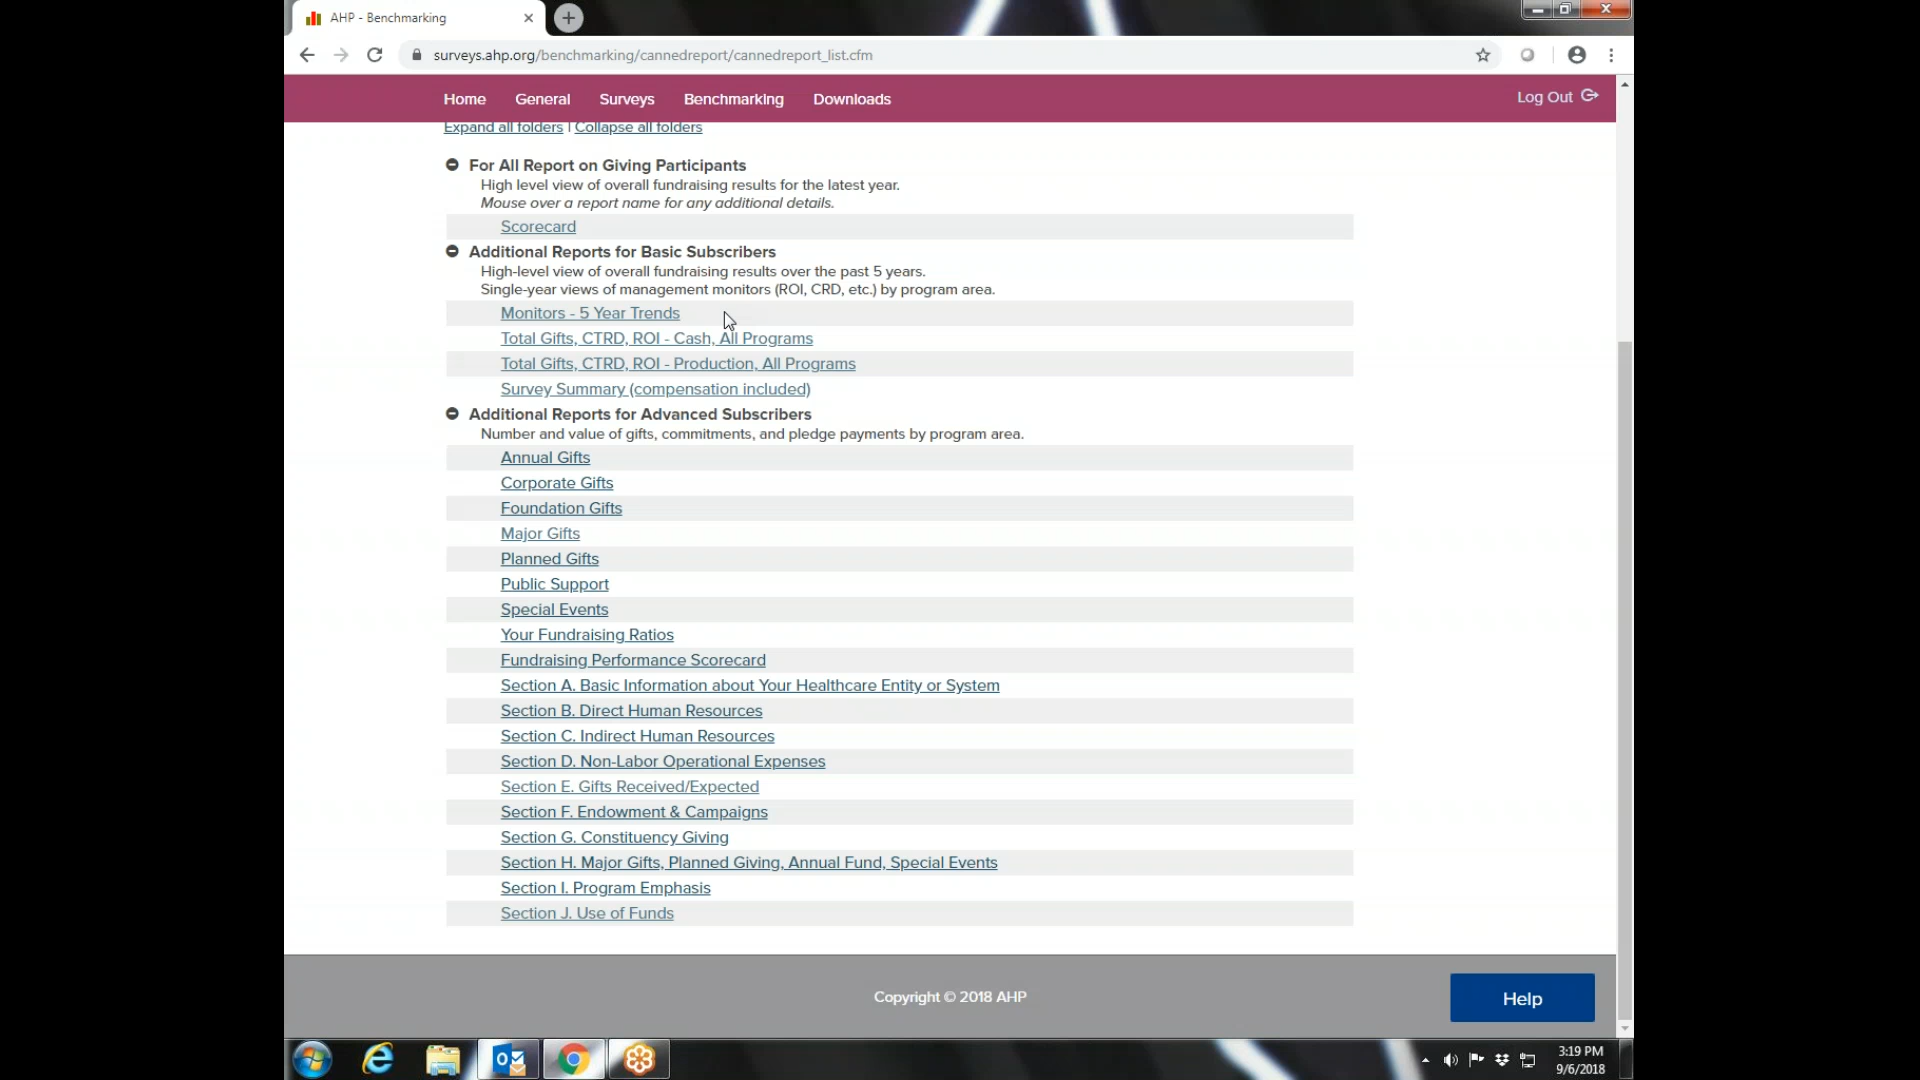 AHP - Benchmarking
surveys.ahp.org/benchmarking/cannedreport/cannedreport_list.cfm
Home General Surveys Benchmarking Downloads Log Out
Expand all folders | Collapse all folders
For All Report on Giving Participants
High level view of overall fundraising results for the latest year.
Mouse over a report name for any additional details.
Scorecard
Additional Reports for Basic Subscribers
High-level view of overall fundraising results over the past 5 years.
Single-year views of management monitors (ROI, CRD, etc.) by program area.
Monitors - 5 Year Trends
Total Gifts, CTRD, ROI - Cash, All Programs
Total Gifts, CTRD, ROI - Production, All Programs
Survey Summary (compensation included)
Additional Reports for Advanced Subscribers
Number and value of gifts, commitments, and pledge payments by program area.
Annual Gifts
Corporate Gifts
Foundation Gifts
Major Gifts
Planned Gifts
Public Support
Special Events
Your Fundraising Ratios
Fundraising Performance Scorecard
Section A. Basic Information about Your Healthcare Entity or System
Section B. Direct Human Resources
Section C. Indirect Human Resources
Section D. Non-Labor Operational Expenses
Section E. Gifts Received/Expected
Section F. Endowment & Campaigns
Section G. Constituency Giving
Section H. Major Gifts, Planned Giving, Annual Fund, Special Events
Section I. Program Emphasis
Section J. Use of Funds
Copyright © 2018 AHP
Help
3:19 PM
9/6/2018